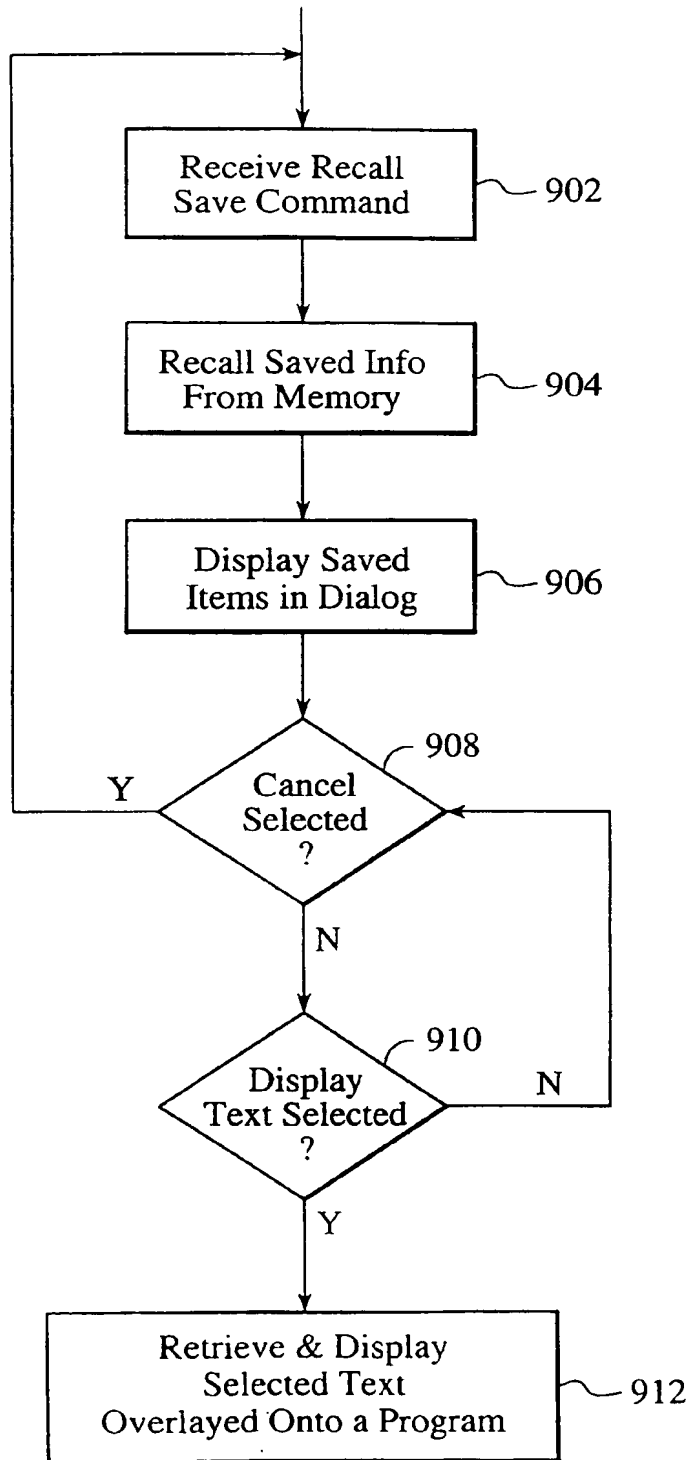 Receive Recall
Save Command
902
Recall Saved Info
From Memory
904
Display Saved
Items in Dialog
906
908
Cancel
Selected
?
Y
N
910
Display
Text Selected
?
N
Y
Retrieve & Display
Selected Text
Overlayed Onto a Program
912